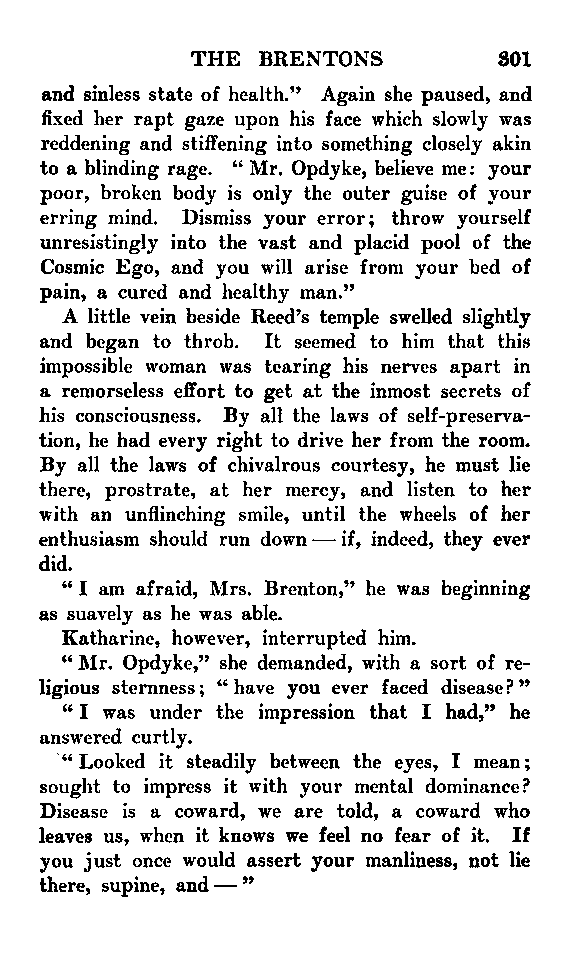 THE BRENTONS 301
and sinless state of health.” Again she paused, and
fixed her rapt gaze upon his face which slowly was
reddening and stiffening into something closely akin
to a blinding rage. “Mr. Opdyke, believe me: your
poor, broken body is only the outer guise of your
erring mind. Dismiss your error; throw yourself
unresistingly into the vast and placid pool of the
Cosmic Ego, and you will arise from your bed of
pain, a cured and healthy man.”
A little vein beside Reed’s temple swelled slightly
and began to throb. It seemed to him that this
impossible woman was tearing his nerves apart in
a remorseless effort to get at the inmost secrets of
his consciousness. By all the laws of self-preserva-
tion, he had every right to drive her from the room.
By all the laws of chivalrous courtesy, he must lie
there, prostrate, at her mercy, and listen to her
with an unflinching smile, until the wheels of her
enthusiasm should run down — if, indeed, they ever
did.
“I am afraid, Mrs. Brenton,” he was beginning
as suavely as he was able.
Katharine, however, interrupted him.
“Mr. Opdyke,” she demanded, with a sort of re-
ligious sternness; “have you ever faced disease?”
“I was under the impression that I had,” he
answered curtly.
“Looked it steadily between the eyes, I mean;
sought to impress it with your mental dominance?
Disease is a coward, we are told, a coward who
leaves us, when it knows we feel no fear of it. If
you just once would assert your manliness, not lie
there, supine, and — ”